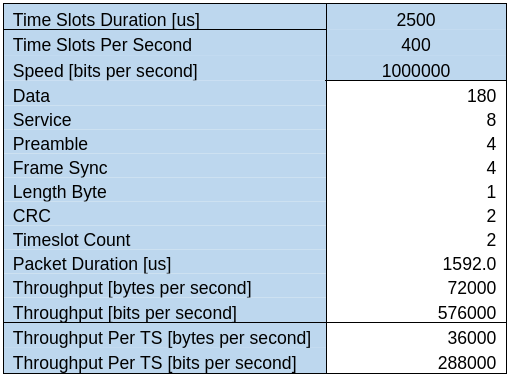 Time Slots Duration [us] 2500
Time Slots Per Second 400
Speed [bits per second] 1000000
Data 180
Service 8
Preamble 4
Frame Sync 4
Length Byte 1
CRC 2
Timeslot Count 2
Packet Duration [us] 1592.0
Throughput [bytes per second] 72000
Throughput [bits per second] 576000
Throughput Per TS [bytes per second] 36000
Throughput Per TS [bits per second] 288000